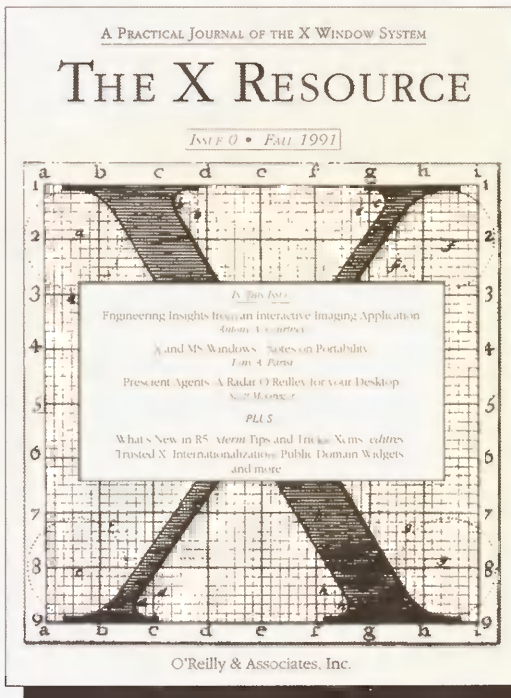 A PRACTICAL JOURNAL OF THE X WINDOW SYSTEM
THE X RESOURCE
ISSUE 0 • FALL 1991
a b c d e f g h i
1 1
2 2
3 3
4 4
5 5
6 6
7 7
8 8
9 9
IN THIS ISSUE
Engineering Insights from an Interactive Imaging Application
X and MS Windows Notes on Portability
Prescient Agents A Radar O'Reilley for your Desktop
PLUS
What's New in R5 xterm Tips and Tricks Xcms editres
Trusted X Internationalization Public Domain Widgets
and more
a b c d e f g h i
O'Reilly & Associates, Inc.